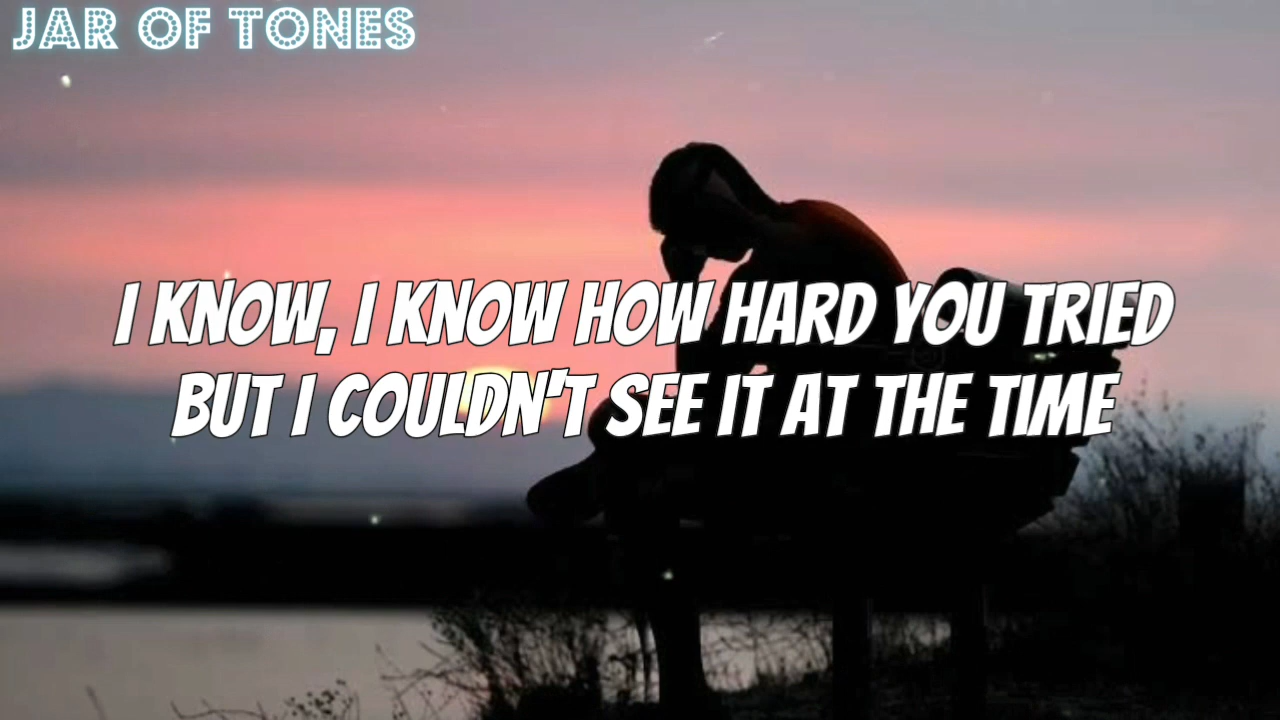 JAR OF TONES
I KNOW, I KNOW HOW HARD YOU TRIED
BUT I COULDN'T SEE IT AT THE TIME